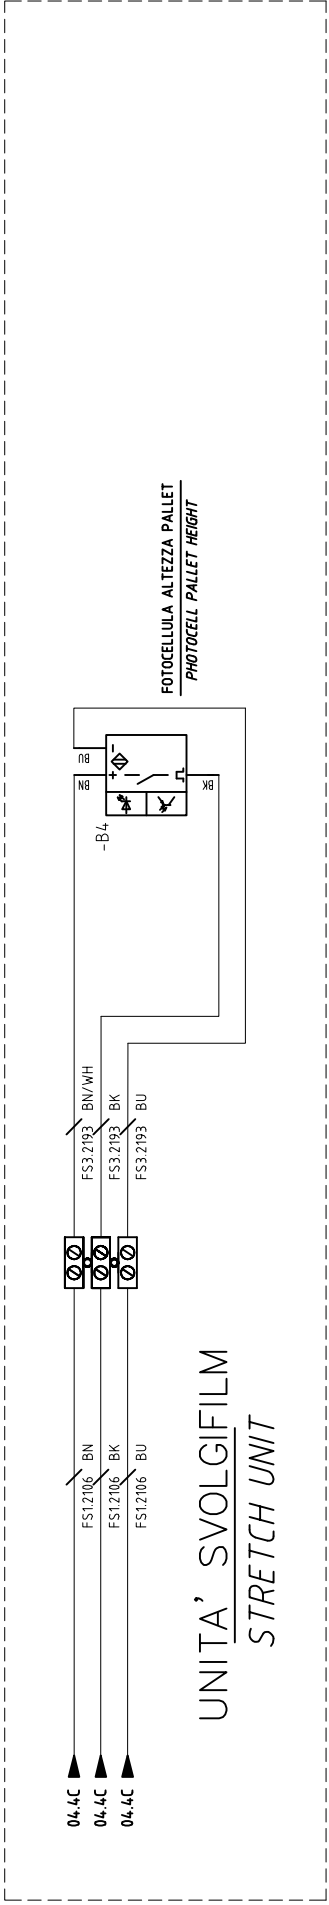 04.4C
04.4C
04.4C
FS1.2106 BN
FS1.2106 BK
FS1.2106 BU
FS3.2193 BN/WH
FS3.2193 BK
FS3.2193 BU
-B4
BN
BU
BK
+
-
FOTOCELLULA ALTEZZA PALLET
PHOTOCELL PALLET HEIGHT
UNITA' SVOLGIFILM
STRETCH UNIT